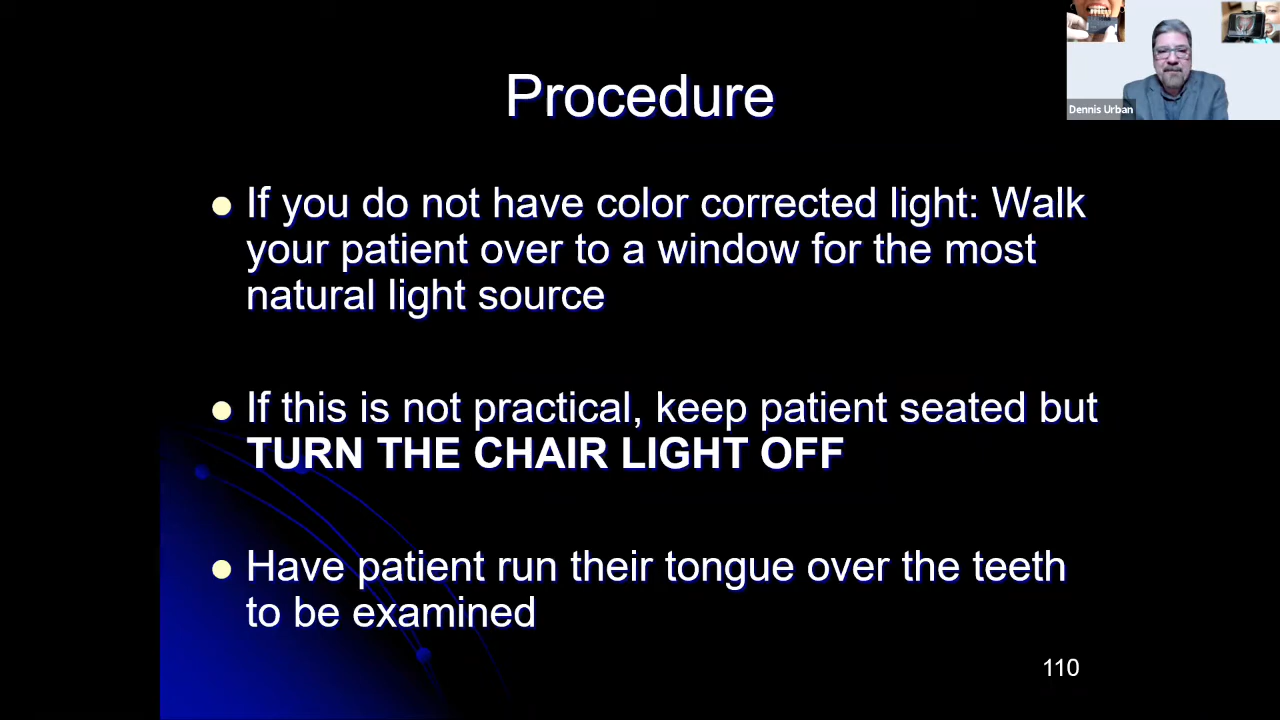 Dennis Urban
Procedure
If you do not have color corrected light: Walk
your patient over to a window for the most
natural light source
If this is not practical, keep patient seated but
TURN THE CHAIR LIGHT OFF
Have patient run their tongue over the teeth
to be examined
110